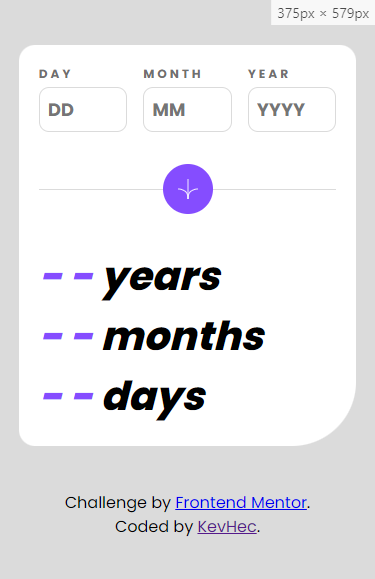 375px × 579px
DAY MONTH YEAR
DD MM YYYY
-- years
-- months
-- days
Challenge by Frontend Mentor.
Coded by KevHec.